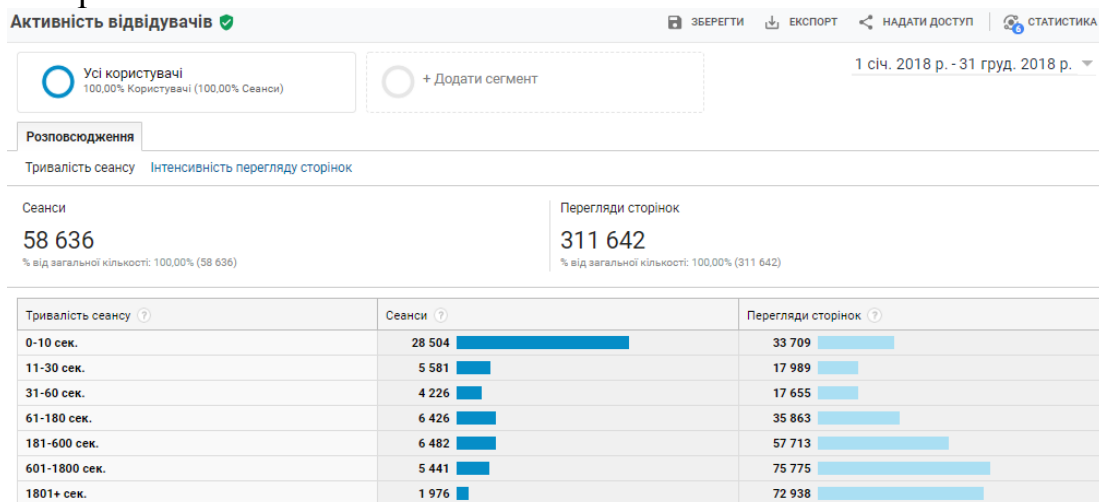 Активність відвідувачів
ЗБЕРЕГТИ ЕКСПОРТ НАДАТИ ДОСТУП 6 СТАТИСТИКА
Усі користувачі
100,00% Користувачі (100,00% Сеанси)
+ Додати сегмент
1 січ. 2018 р. - 31 груд. 2018 р.
Розповсюдження
Тривалість сеансу Інтенсивність перегляду сторінок
Сеанси Перегляди сторінок
58 636 311 642
% від загальної кількості: 100,00% (58 636) % від загальної кількості: 100,00% (311 642)
Тривалість сеансу ? Сеанси ? Перегляди сторінок ?
0-10 сек. 28 504 33 709
11-30 сек. 5 581 17 989
31-60 сек. 4 226 17 655
61-180 сек. 6 426 35 863
181-600 сек. 6 482 57 713
601-1800 сек. 5 441 75 775
1801+ сек. 1 976 72 938